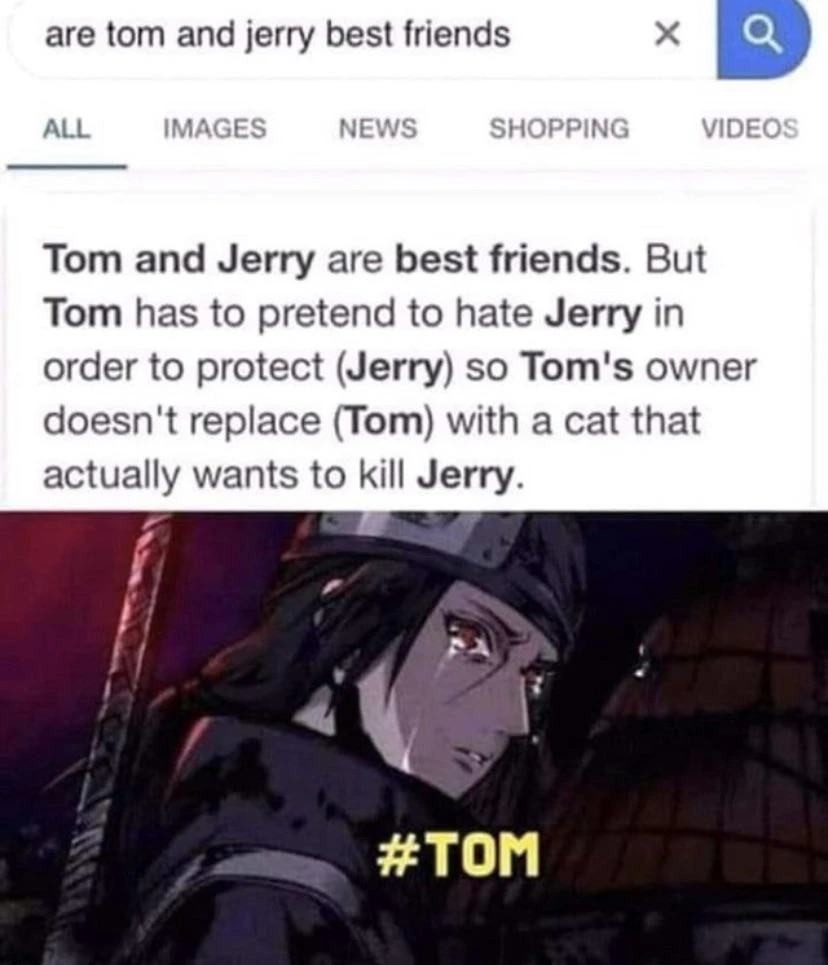 are tom and jerry best friends
ALL IMAGES NEWS SHOPPING VIDEOS
Tom and Jerry are best friends. But
Tom has to pretend to hate Jerry in
order to protect (Jerry) so Tom's owner
doesn't replace (Tom) with a cat that
actually wants to kill Jerry.
#TOM